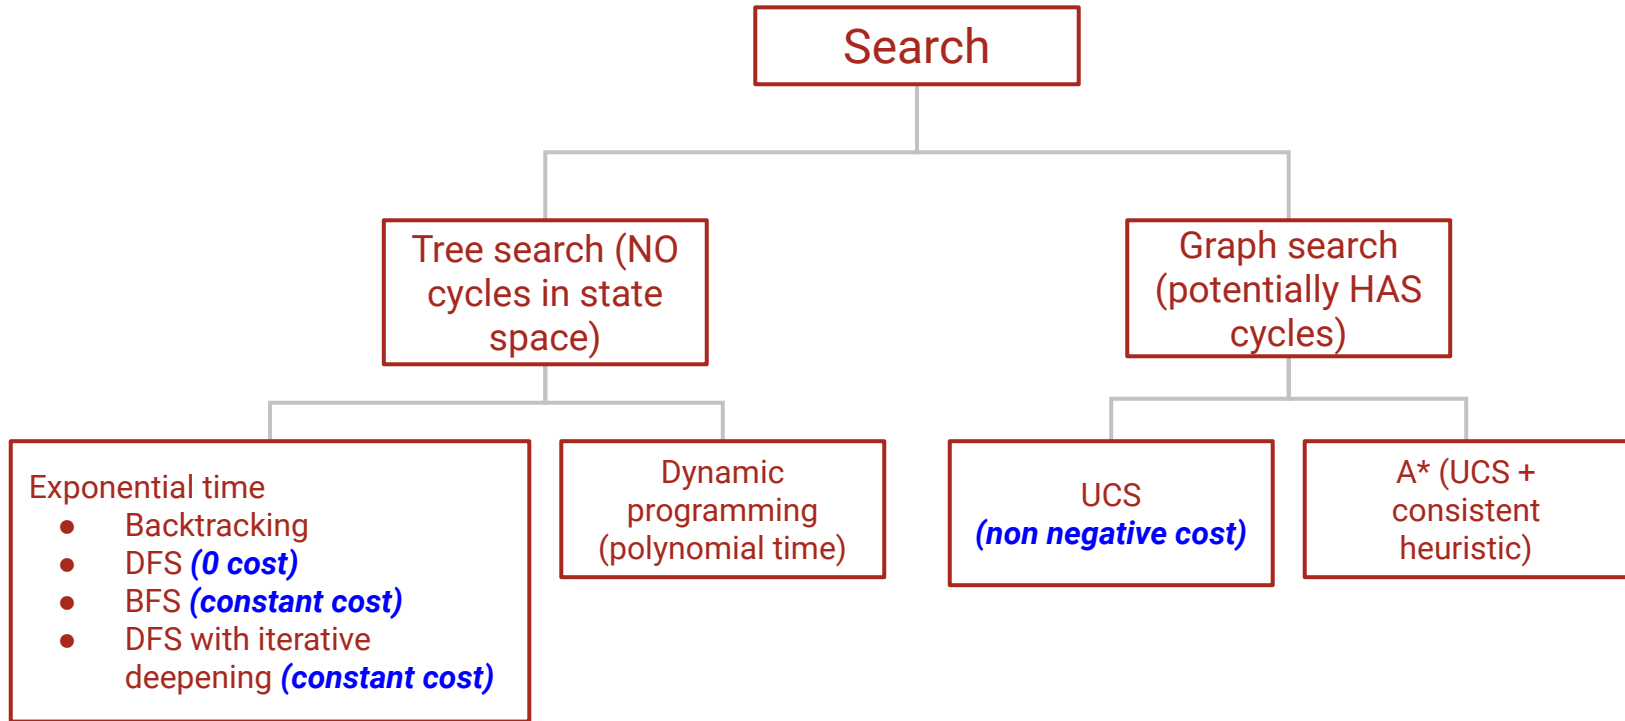 Search
Tree search (NO
cycles in state
space)
Graph search
(potentially HAS
cycles)
Exponential time
● Backtracking
● DFS (0 cost)
● BFS (constant cost)
● DFS with iterative
deepening (constant cost)
Dynamic
programming
(polynomial time)
UCS
(non negative cost)
A* (UCS +
consistent
heuristic)